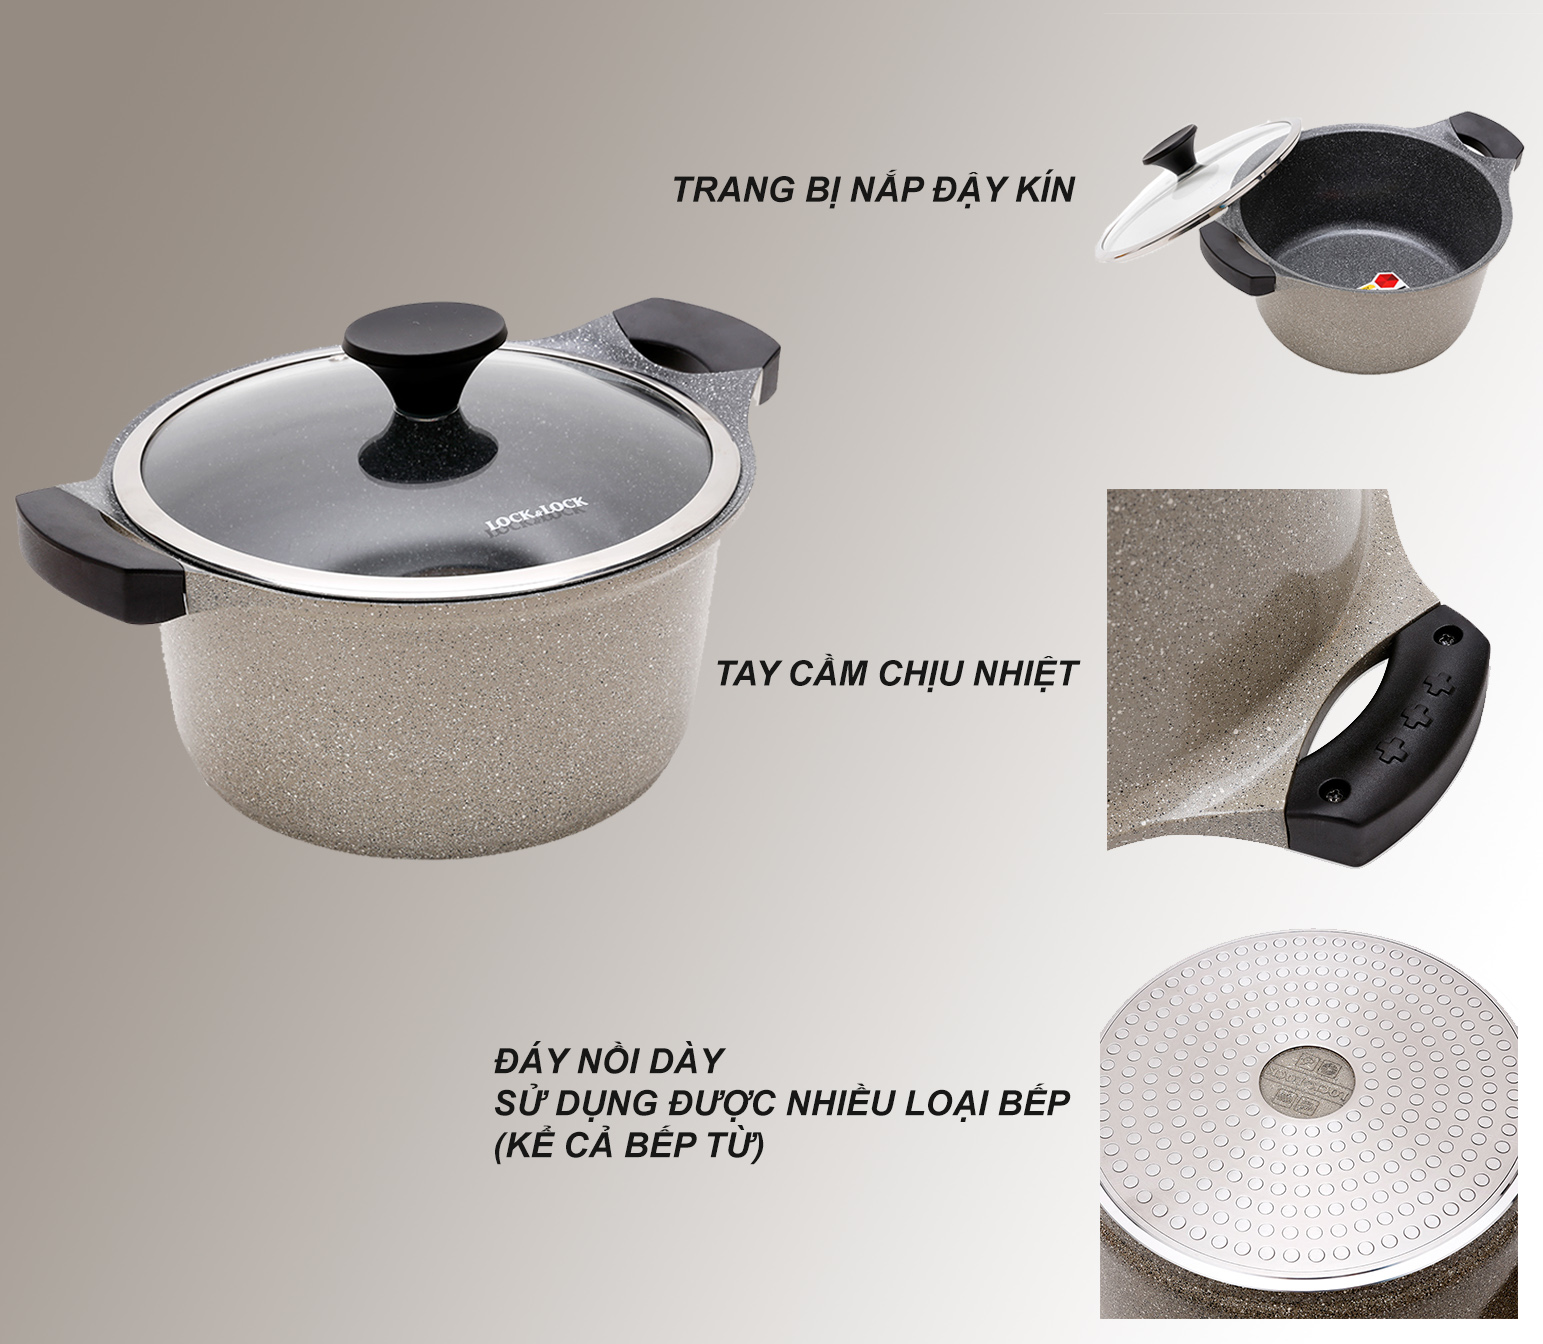 TRANG BỊ NẮP ĐẬY KÍN
LOCK&LOCK
TAY CẦM CHỊU NHIỆT
ĐÁY NỒI DÀY
SỬ DỤNG ĐƯỢC NHIỀU LOẠI BẾP
(KỂ CẢ BẾP TỪ)